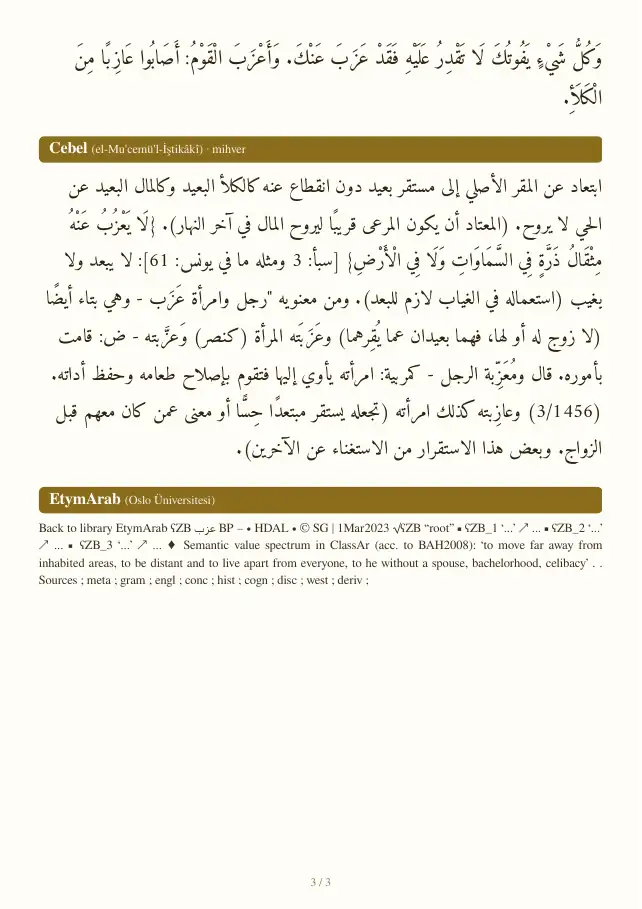 وَكُلُّ شَيْءٍ يَفُوتُكَ لَا تَقْدِرُ عَلَيْهِ فَقَدْ عَزَبَ عَنْكَ. وَأَعْزَبَ الْقَوْمُ: أَصَابُوا عَازِبًا مِنَ
الْكَلَأِ.
Cebel (el-Mu'cemü'l-İştikâkî) · mihver
ابتعاد عن المقر الأصلي إلى مستقر بعيد دون انقطاع عنه كالكلأ البعيد وكالمال البعيد عن
الحي لا يروح. (المعتاد أن يكون المرعى قريبًا ليروح المال في آخر النهار). {لَا يَعْزُبُ عَنْهُ
مِثْقَالُ ذَرَّةٍ فِي السَّمَاوَاتِ وَلَا فِي الْأَرْضِ} [سبأ: 3 ومثله ما في يونس: 61]: لا يبعد ولا
يغيب (استعماله في الغياب لازم للبعد). ومن معنويه "رجل وامرأة عَزَب - وهي بتاء أيضًا
(لا زوج له أو لها، فهما بعيدان عما يُقِرهما) وعَزَبَته المرأة (كنصر) وَعزَّبته - ض: قامت
بأموره. قال ومُعَزِّبة الرجل - كمربية: امرأته يأوي إليها فتقوم بإصلاح طعامه وحفظ أداته.
(3/1456) وعازِبته كذلك امرأته (تجعله يستقر مبتعدًا حِسًّا أو معنى عمن كان معهم قبل
الزواج. وبعض هذا الاستقرار من الاستغناء عن الآخرين).
EtymArab (Oslo Üniversitesi)
Back to library EtymArab ʕZB عزب BP – • HDAL • © SG | 1Mar2023 √ʕZB “root” ▪ ʕZB_1 ‘...’ ↗ ... ▪ ʕZB_2 ‘...’
↗ ... ▪ ʕZB_3 ‘...’ ↗ ... ♦ Semantic value spectrum in ClassAr (acc. to BAH2008): ‘to move far away from
inhabited areas, to be distant and to live apart from everyone, to he without a spouse, bachelorhood, celibacy’ . .
Sources ; meta ; gram ; engl ; conc ; hist ; cogn ; disc ; west ; deriv ;
3 / 3